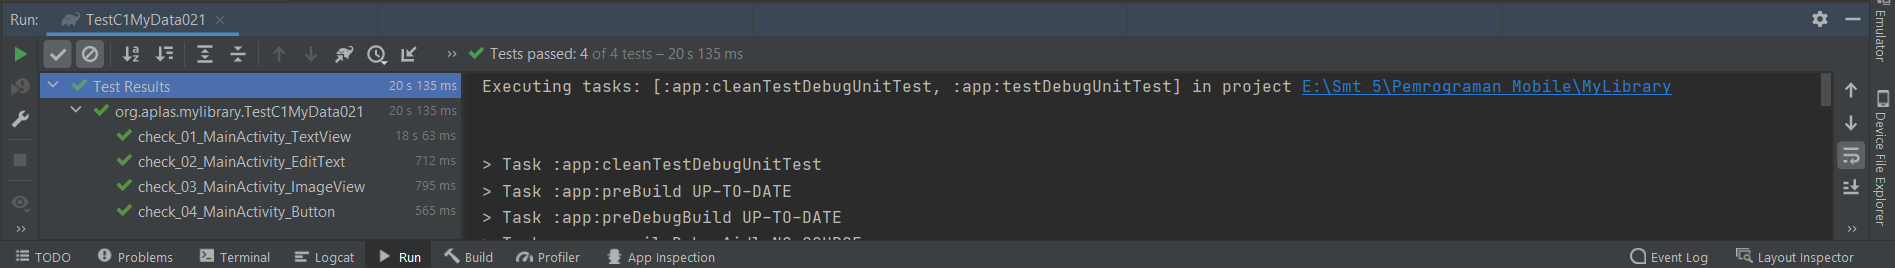 Run: TestC1MyData021
Tests passed: 4 of 4 tests – 20 s 135 ms
Test Results 20 s 135 ms
org.aplas.mylibrary.TestC1MyData021 20 s 135 ms
check_01_MainActivity_TextView 18 s 63 ms
check_02_MainActivity_EditText 712 ms
check_03_MainActivity_ImageView 795 ms
check_04_MainActivity_Button 565 ms
Executing tasks: [:app:cleanTestDebugUnitTest, :app:testDebugUnitTest] in project E:\Smt 5\Pemrograman Mobile\MyLibrary
> Task :app:cleanTestDebugUnitTest
> Task :app:preBuild UP-TO-DATE
> Task :app:preDebugBuild UP-TO-DATE
Emulator
Device File Explorer
TODO Problems Terminal Logcat Run Build Profiler App Inspection Event Log Layout Inspector